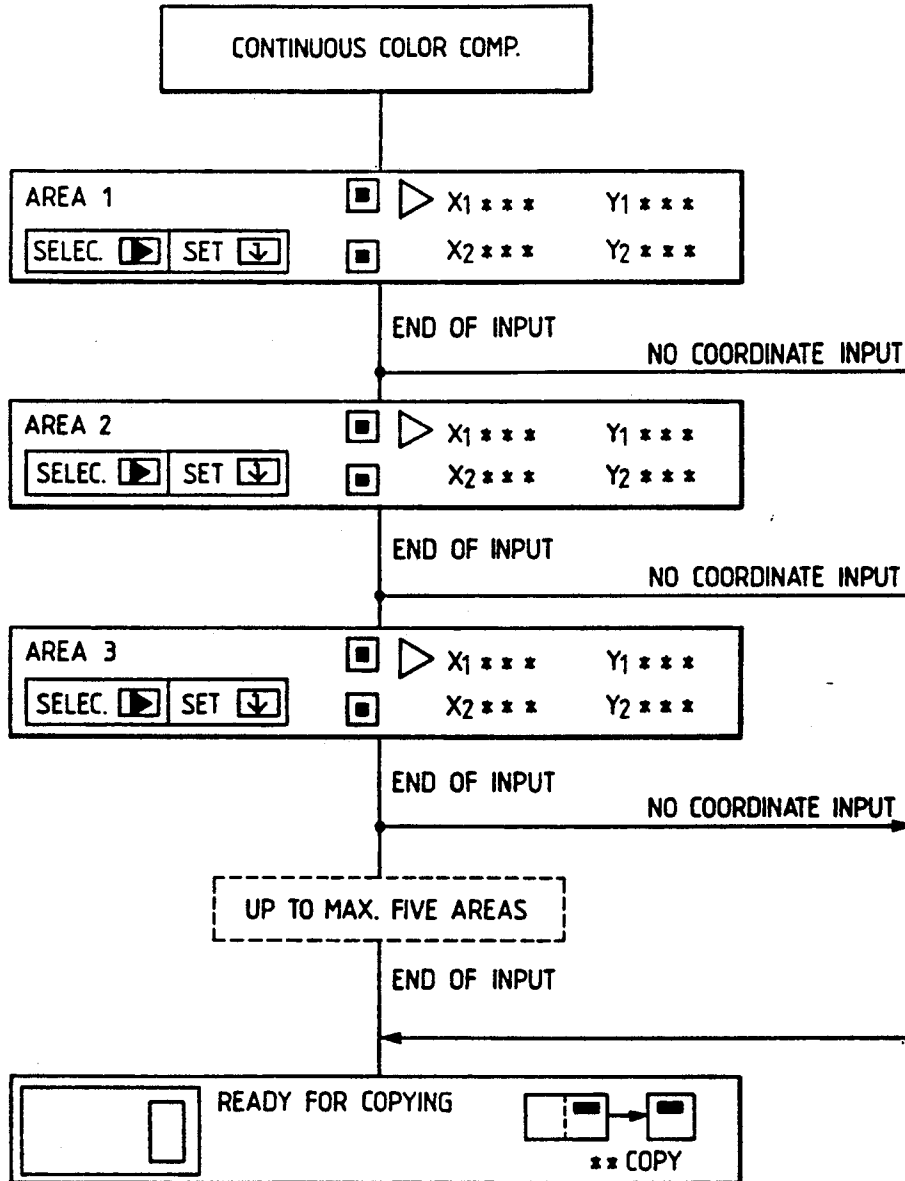 CONTINUOUS COLOR COMP.
AREA 1
X1 * * * Y1 * * *
SELEC. SET X2 * * * Y2 * * *
END OF INPUT
NO COORDINATE INPUT
AREA 2
X1 * * * Y1 * * *
SELEC. SET X2 * * * Y2 * * *
END OF INPUT
NO COORDINATE INPUT
AREA 3
X1 * * * Y1 * * *
SELEC. SET X2 * * * Y2 * * *
END OF INPUT
NO COORDINATE INPUT
UP TO MAX. FIVE AREAS
END OF INPUT
READY FOR COPYING
** COPY